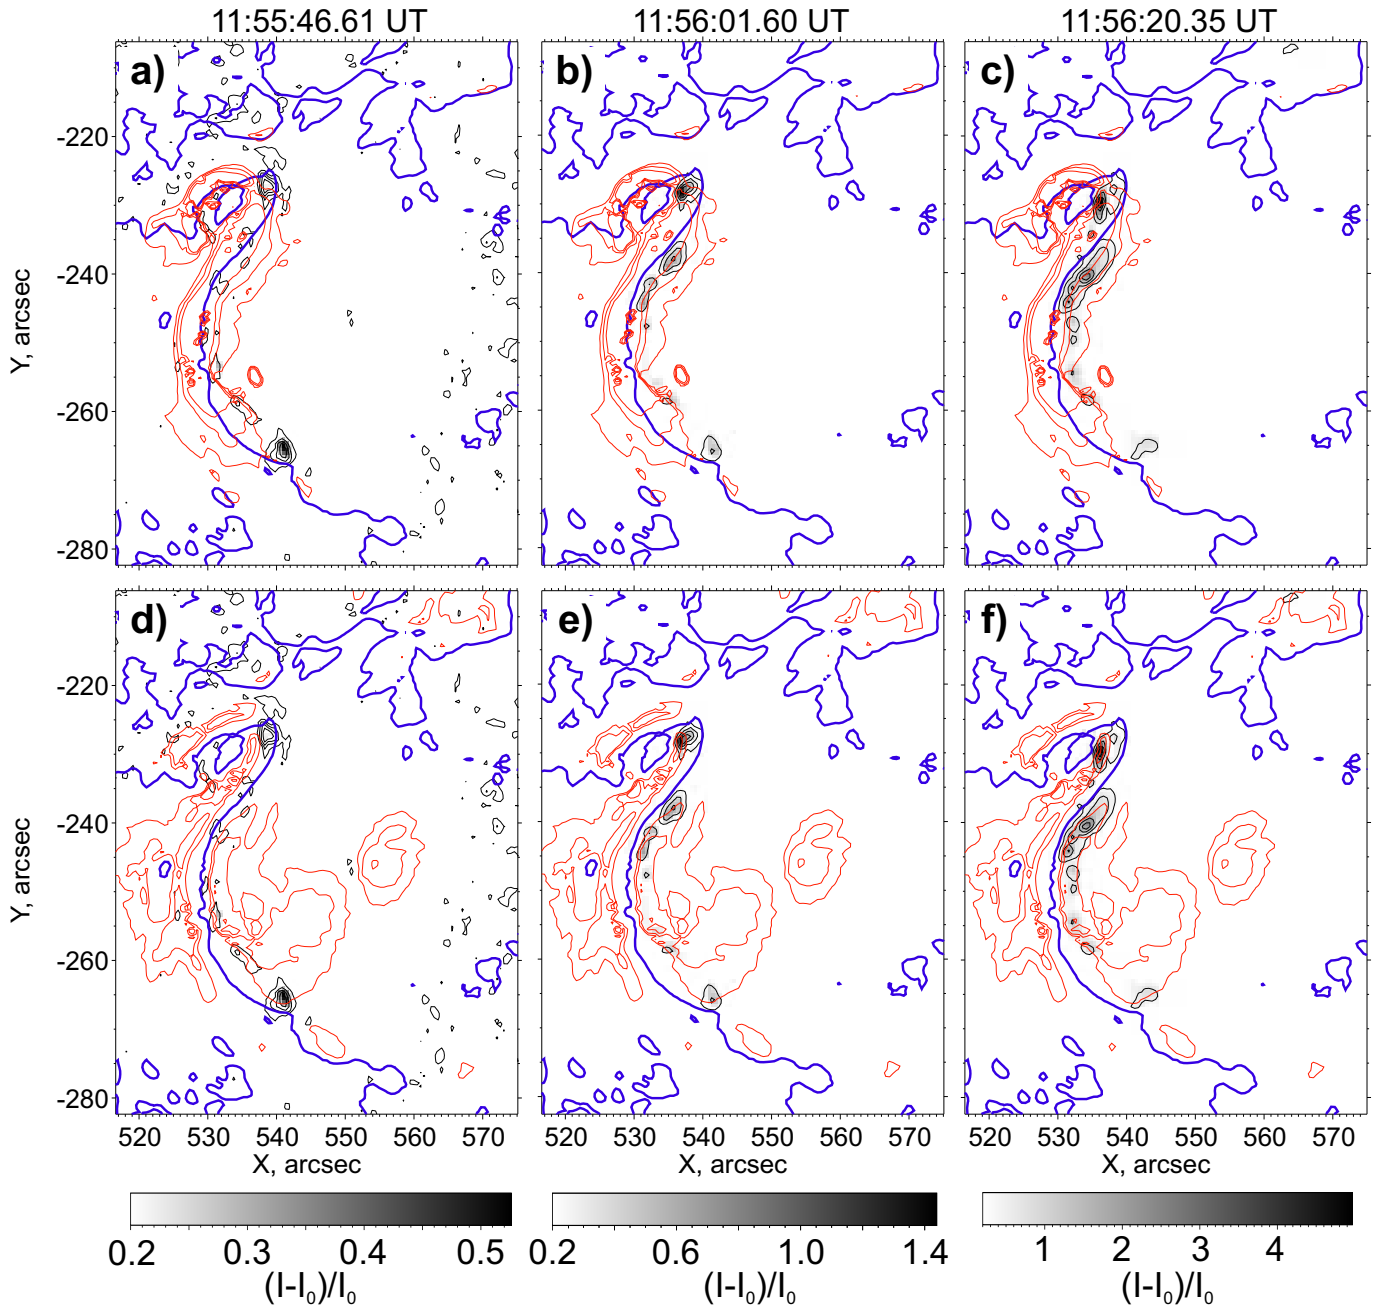 11:55:46.61 UT
11:56:01.60 UT
11:56:20.35 UT
a)
b)
c)
-220
-240
-260
-280
Y, arcsec
d)
e)
f)
-220
-240
-260
-280
Y, arcsec
520 530 540 550 560 570
520 530 540 550 560 570
520 530 540 550 560 570
X, arcsec
X, arcsec
X, arcsec
0.2 0.3 0.4 0.5
0.2 0.6 1.0 1.4
1 2 3 4
(I-I₀)/I₀
(I-I₀)/I₀
(I-I₀)/I₀